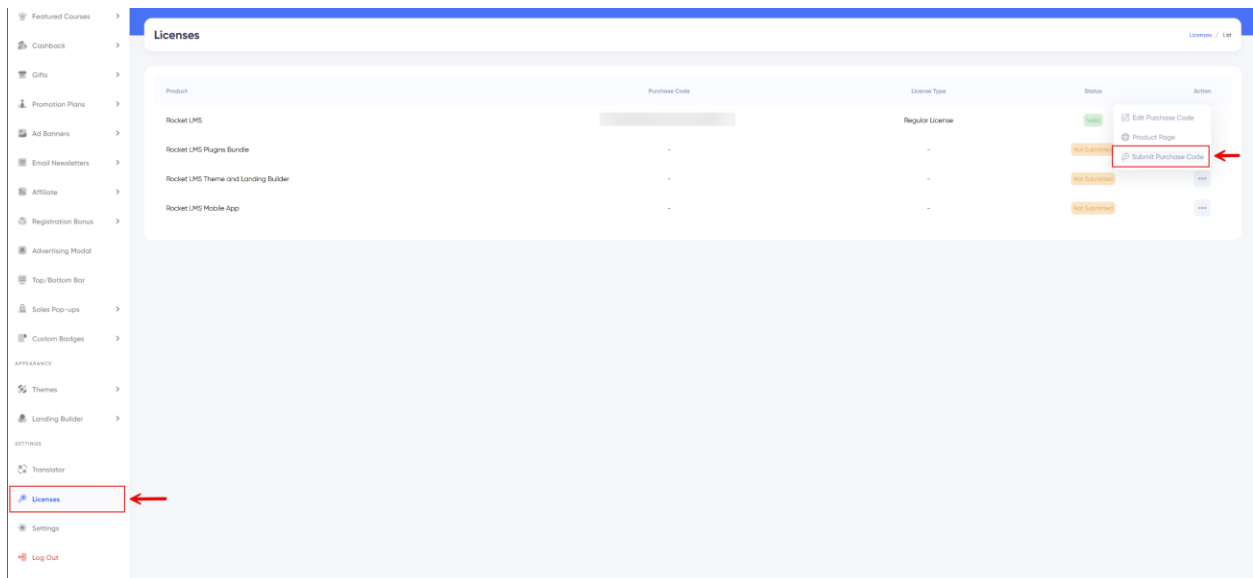 Featured Courses
Cashback
Gifts
Promotion Plans
Ad Banners
Email Newsletters
Affiliate
Registration Bonus
Advertising Modal
Top/Bottom Bar
Sales Pop-ups
Custom Badges
APPEARANCE
Themes
Landing Builder
SETTINGS
Translator
Licenses
Settings
Log Out
Licenses
Licenses / List
Product Purchase Code License Type Status Action
Rocket LMS Regular License Valid
Rocket LMS Plugins Bundle - - Not Submitted
Rocket LMS Theme and Landing Builder - - Not Submitted
Rocket LMS Mobile App - - Not Submitted
Edit Purchase Code
Product Page
Submit Purchase Code